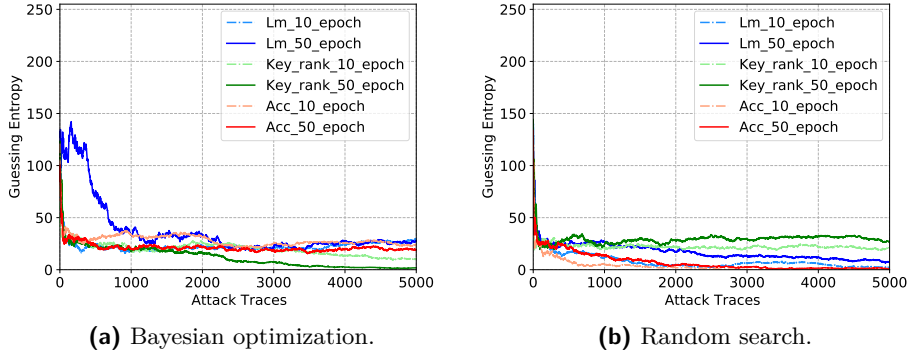 250
200
150
100
50
0
Guessing Entropy
0 1000 2000 3000 4000 5000
Attack Traces
Lm_10_epoch
Lm_50_epoch
Key_rank_10_epoch
Key_rank_50_epoch
Acc_10_epoch
Acc_50_epoch
(a) Bayesian optimization.
250
200
150
100
50
0
Guessing Entropy
0 1000 2000 3000 4000 5000
Attack Traces
Lm_10_epoch
Lm_50_epoch
Key_rank_10_epoch
Key_rank_50_epoch
Acc_10_epoch
Acc_50_epoch
(b) Random search.